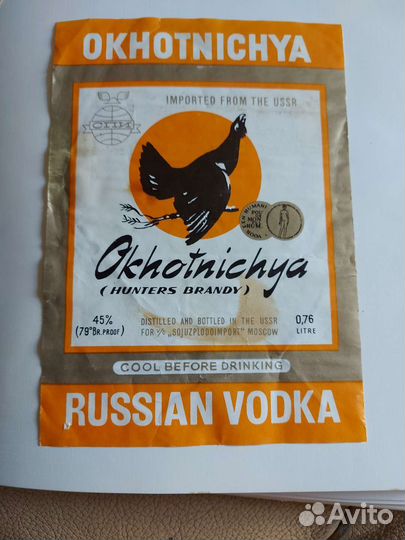 OKHOTNICHYA
IMPORTED FROM THE USSR
Okhotnichya
(HUNTERS BRANDY)
45%
(79° BR. PROOF)
DISTILLED AND BOTTLED IN THE USSR
FOR V/O „SOJUZPLODOIMPORT" MOSCOW
0,76
LITRE
COOL BEFORE DRINKING
RUSSIAN VODKA
Avito